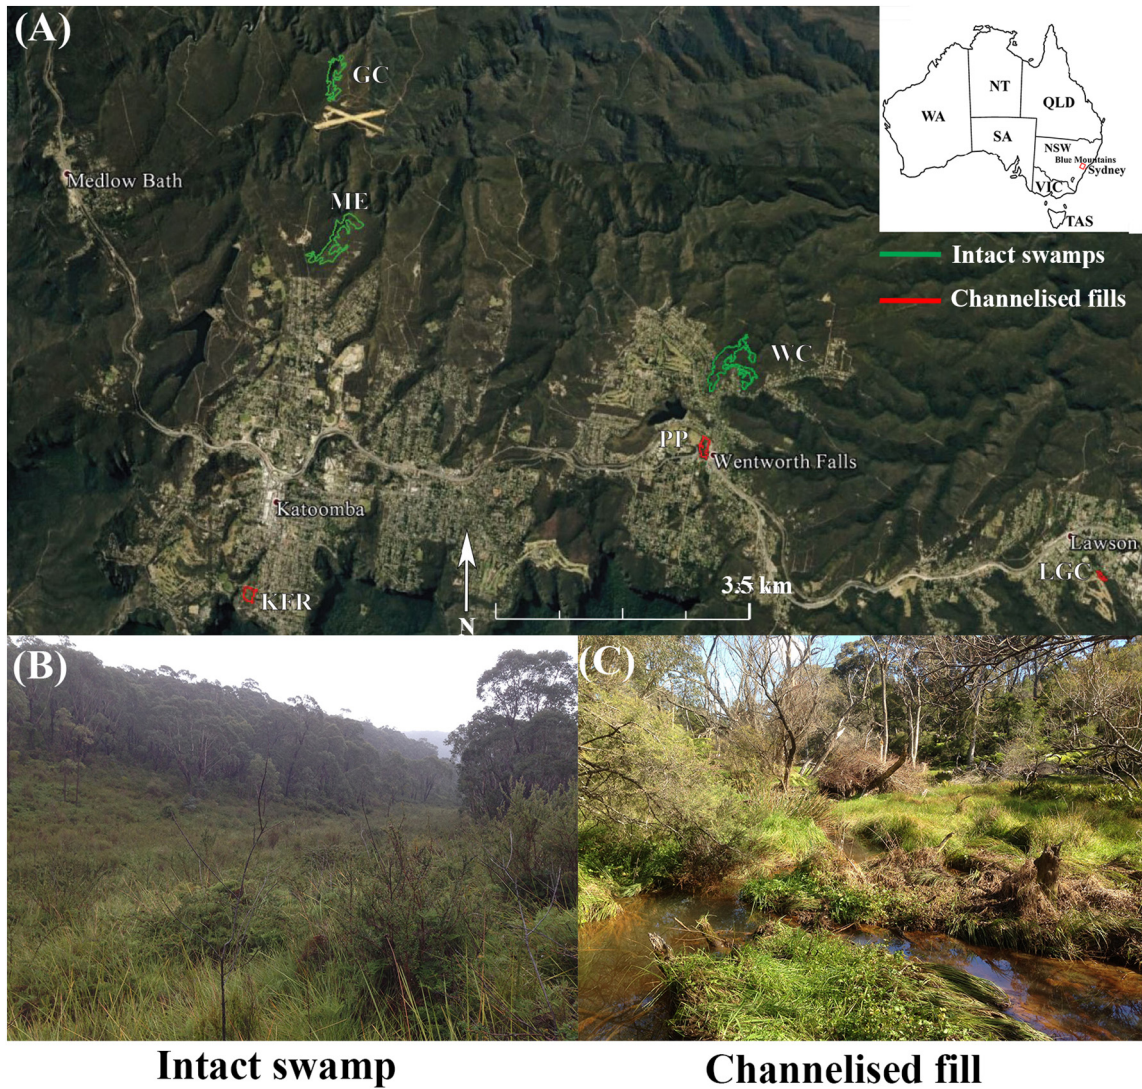 (A)
GC
Medlow Bath
ME
WC
PP
Wentworth Falls
Katoomba
Lawson
LGC
KFR
3.5 km
N
WA
NT
QLD
SA
NSW
Blue Mountains
Sydney
VIC
TAS
Intact swamps
Channelised fills
(B)
(C)
Intact swamp
Channelised fill